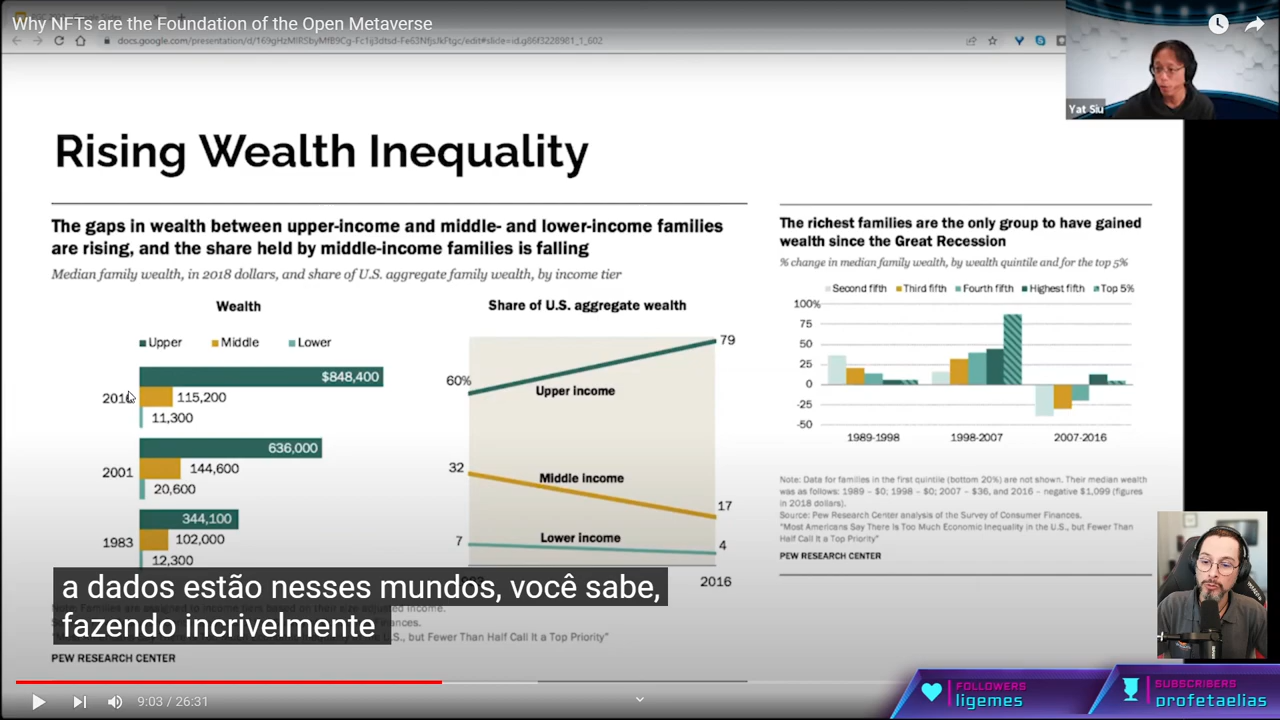 Why NFTs are the Foundation of the Open Metaverse
Yat Siu
Rising Wealth Inequality
The gaps in wealth between upper-income and middle- and lower-income families
are rising, and the share held by middle-income families is falling
Median family wealth, in 2018 dollars, and share of U.S. aggregate family wealth, by income tier
Wealth
Upper
Middle
Lower
$848,400
115,200
11,300
2001
636,000
144,600
20,600
1983
344,100
102,000
12,300
Share of U.S. aggregate wealth
60%
79
Upper income
32
Middle income
17
7
Lower income
4
2016
The richest families are the only group to have gained
wealth since the Great Recession
% change in median family wealth, by wealth quintile and for the top 5%
Second fifth
Third fifth
Fourth fifth
Highest fifth
Top 5%
100%
75
50
25
0
-25
-50
1989-1998
1998-2007
2007-2016
Note: Data for families in the first quintile (bottom 20%) are not shown. Their median wealth
was as follows: 1989 – $0; 1998 – $0; 2007 – $36, and 2016 – negative $1,099 (figures
in 2018 dollars).
Source: Pew Research Center analysis of the Survey of Consumer Finances.
"Most Americans Say There Is Too Much Economic Inequality in the U.S., but Fewer Than
Half Call It a Top Priority"
PEW RESEARCH CENTER
a dados estão nesses mundos, você sabe,
fazendo incrivelmente
U.S., but Fewer Than Half Call It a Top Priority"
PEW RESEARCH CENTER
9:03 / 26:31
FOLLOWERS
ligemes
SUBSCRIBERS
profetaelias